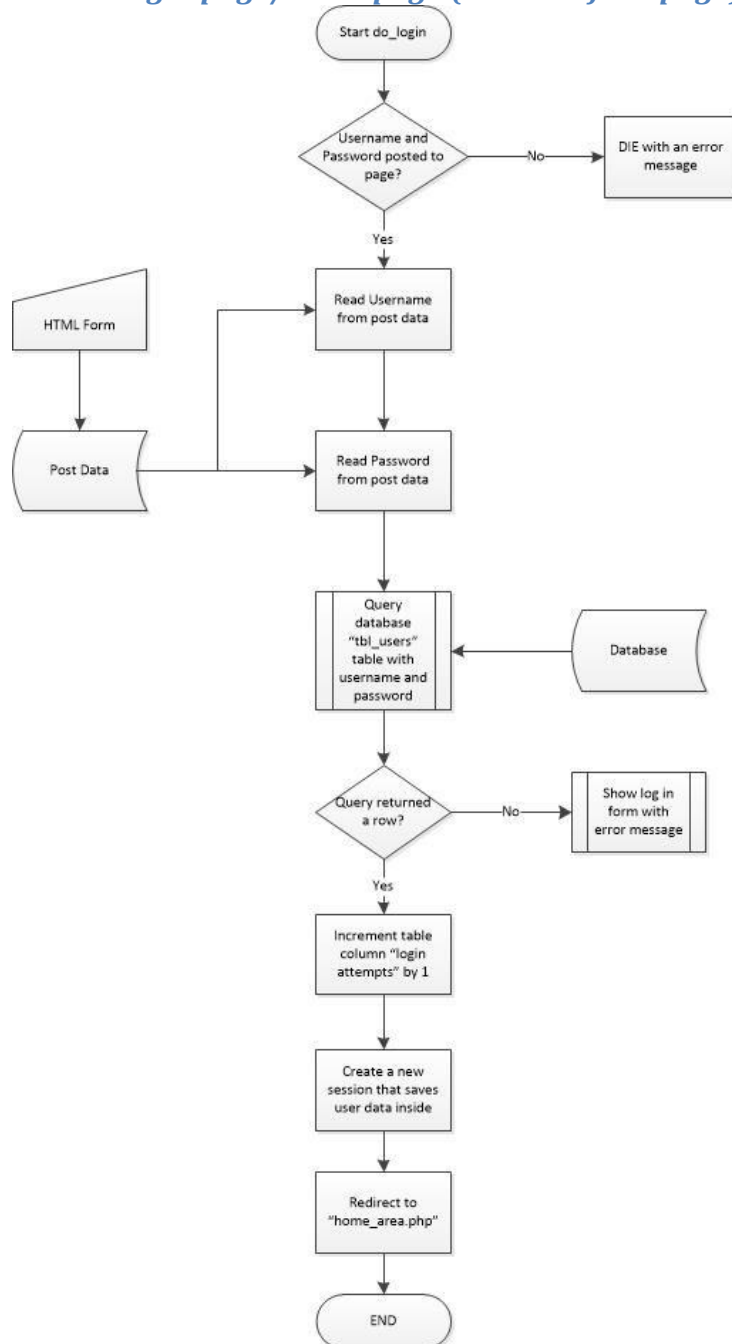 Start do_login
Username and
Password posted to
page?
No
DIE with an error
message
Yes
HTML Form
Read Username
from post data
Post Data
Read Password
from post data
Query
database
“tbl_users”
table with
username and
password
Database
Query returned
a row?
No
Show log in
form with
error message
Yes
Increment table
column “login
attempts” by 1
Create a new
session that saves
user data inside
Redirect to
“home_area.php”
END